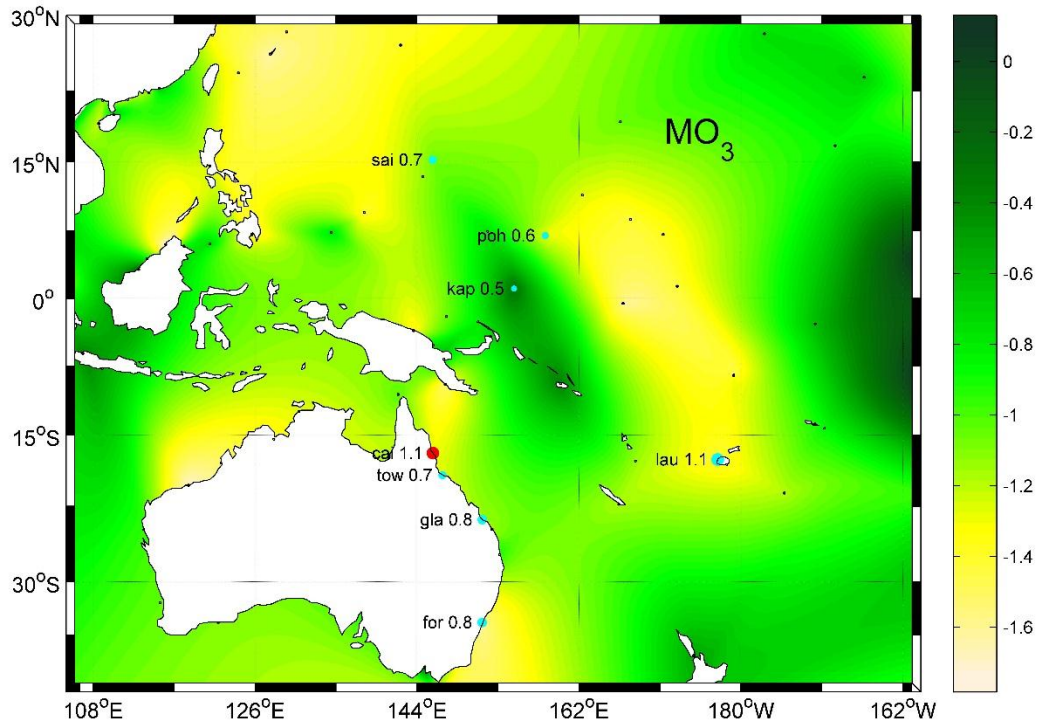 30°N
15°N
0°
15°S
30°S
108°E
126°E
144°E
162°E
180°W
162°W
MO₃
sai 0.7
poh 0.6
kap 0.5
cai 1.1
tow 0.7
lau 1.1
gla 0.8
for 0.8
0
-0.2
-0.4
-0.6
-0.8
-1
-1.2
-1.4
-1.6